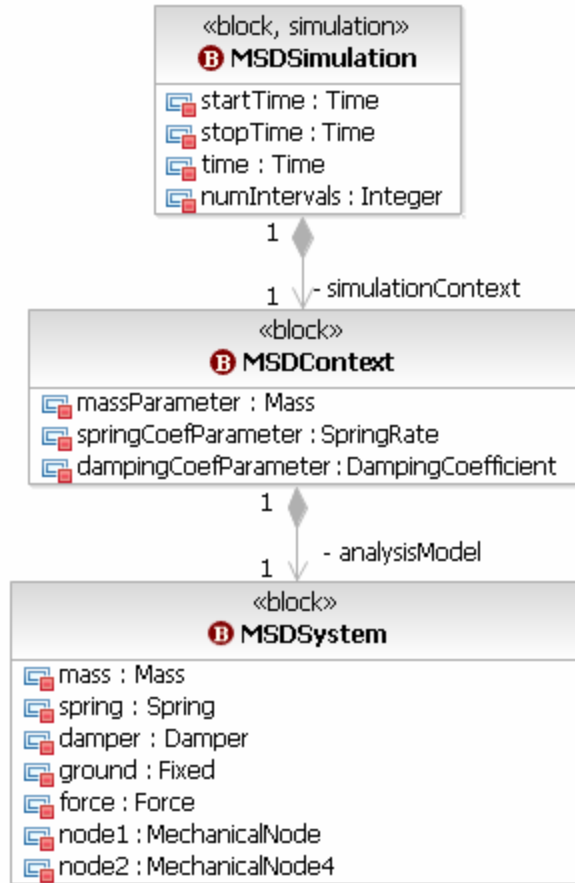 «block, simulation»
B MSDSimulation
startTime : Time
stopTime : Time
time : Time
numIntervals : Integer
1
1 - simulationContext
«block»
B MSDContext
massParameter : Mass
springCoefParameter : SpringRate
dampingCoefParameter : DampingCoefficient
1
- analysisModel
1
«block»
B MSDSystem
mass : Mass
spring : Spring
damper : Damper
ground : Fixed
force : Force
node1 : MechanicalNode
node2 : MechanicalNode4